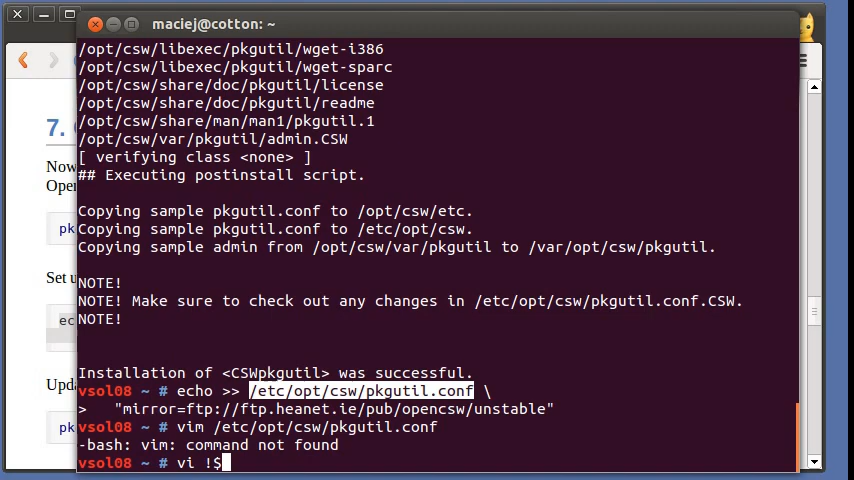 maciej@cotton: ~
/opt/csw/libexec/pkgutil/wget-i386
/opt/csw/libexec/pkgutil/wget-sparc
/opt/csw/share/doc/pkgutil/license
/opt/csw/share/doc/pkgutil/readme
/opt/csw/share/man/man1/pkgutil.1
/opt/csw/var/pkgutil/admin.CSW
[ verifying class <none> ]
## Executing postinstall script.
Copying sample pkgutil.conf to /opt/csw/etc.
Copying sample pkgutil.conf to /etc/opt/csw.
Copying sample admin from /opt/csw/var/pkgutil to /var/opt/csw/pkgutil.
NOTE!
NOTE! Make sure to check out any changes in /etc/opt/csw/pkgutil.conf.CSW.
NOTE!
Installation of <CSWpkgutil> was successful.
vsol08 ~ # echo >> /etc/opt/csw/pkgutil.conf \
>   "mirror=ftp://ftp.heanet.ie/pub/opencsw/unstable"
vsol08 ~ # vim /etc/opt/csw/pkgutil.conf
-bash: vim: command not found
vsol08 ~ # vi !$
7.
Now
Ope
pk
Set u
ec
Upda
pk